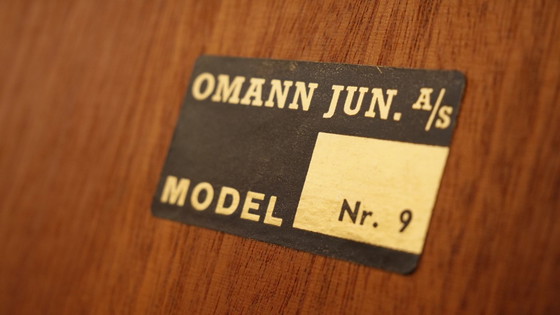 OMANN JUN. A/S
MODEL Nr. 9